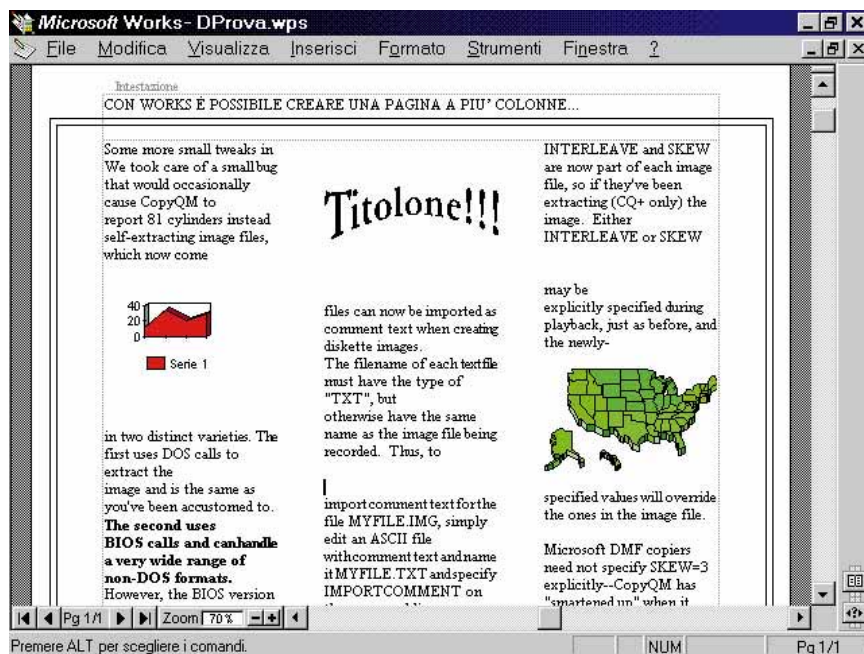 Microsoft Works - DProva.wps
File Modifica Visualizza Inserisci Formato Strumenti Finestra ?
Intestazione
CON WORKS È POSSIBILE CREARE UNA PAGINA A PIU' COLONNE...
Some more small tweaks in
We took care of a small bug
that would occasionally
cause CopyQM to
report 81 cylinders instead
self-extracting image files,
which now come
40
20
0
Serie 1
in two distinct varieties. The
first uses DOS calls to
extract the
image and is the same as
you've been accustomed to.
The second uses
BIOS calls and canhandle
a very wide range of
non-DOS formats.
However, the BIOS version
Titolone!!!
files can now be imported as
comment text when creating
diskette images.
The filename of each textfile
must have the type of
"TXT", but
otherwise have the same
name as the image file being
recorded. Thus, to
import comment text for the
file MYFILE.IMG, simply
edit an ASCII file
withcomment text andname
it MYFILE.TXT andspecify
IMPORTCOMMENT on
INTERLEAVE and SKEW
are now part of each image
file, so if they've been
extracting (CQ+ only) the
image. Either
INTERLEAVE or SKEW
may be
explicitly specified during
playback, just as before, and
the newly-
specified values will override
the ones in the image file.
Microsoft DMF copiers
need not specify SKEW=3
explicitly--CopyQM has
"smartened up" when it
Pg 1/1 Zoom 70%
Premere ALT per scegliere i comandi. NUM Pg 1/1